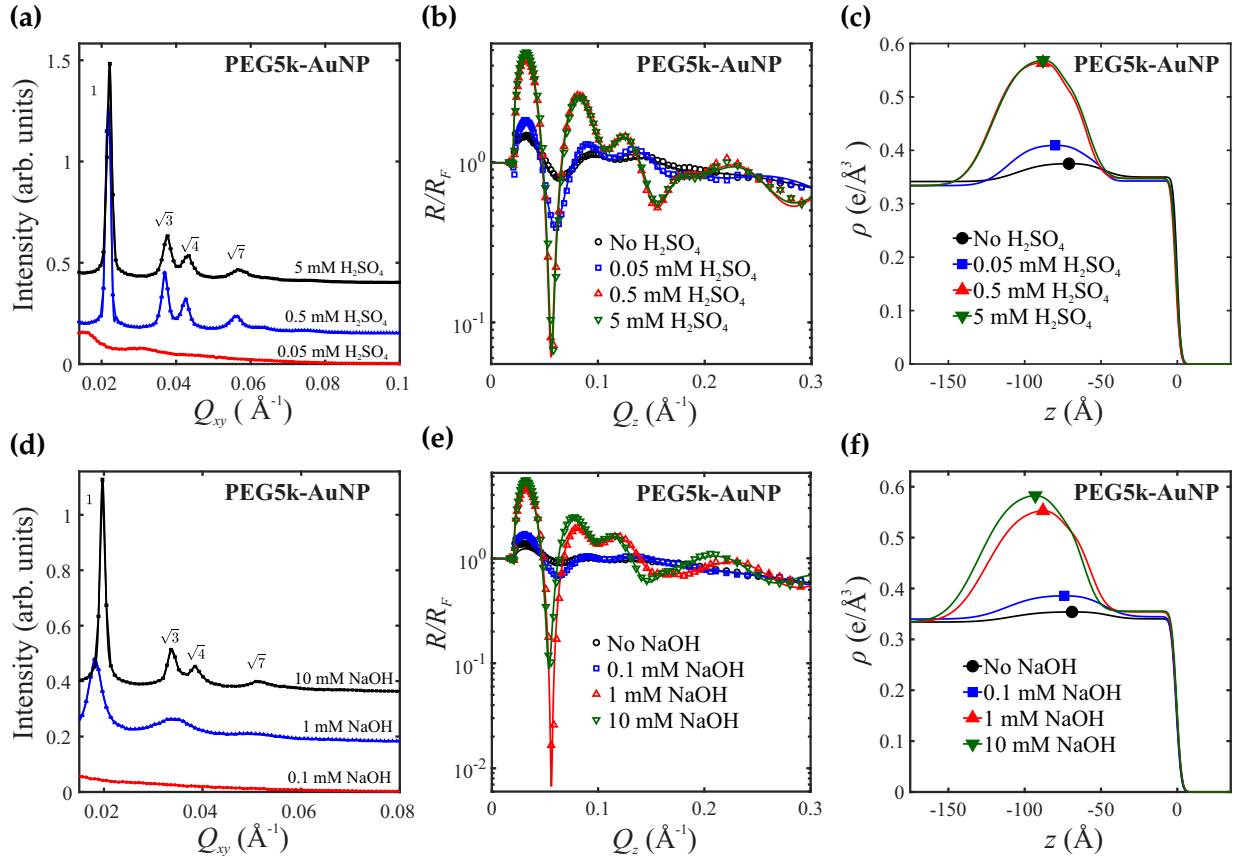 (a)
PEG5k-AuNP
Intensity (arb. units)
1.5
1
0.5
0
1
√3
√4
√7
5 mM H₂SO₄
0.5 mM H₂SO₄
0.05 mM H₂SO₄
0.02 0.04 0.06 0.08 0.1
Qxy ( Å⁻¹)
(b)
PEG5k-AuNP
R/RF
10⁰
10⁻¹
No H₂SO₄
0.05 mM H₂SO₄
0.5 mM H₂SO₄
5 mM H₂SO₄
0 0.1 0.2 0.3
Qz ( Å⁻¹)
(c)
PEG5k-AuNP
ρ (e/Å³)
0.6
0.5
0.4
0.3
0.2
0.1
0
No H₂SO₄
0.05 mM H₂SO₄
0.5 mM H₂SO₄
5 mM H₂SO₄
-150 -100 -50 0
z (Å)
(d)
PEG5k-AuNP
Intensity (arb. units)
1
0.8
0.6
0.4
0.2
0
1
√3
√4
√7
10 mM NaOH
1 mM NaOH
0.1 mM NaOH
0.02 0.04 0.06 0.08
Qxy (Å⁻¹)
(e)
PEG5k-AuNP
R/RF
10⁰
10⁻¹
10⁻²
No NaOH
0.1 mM NaOH
1 mM NaOH
10 mM NaOH
0 0.1 0.2 0.3
Qz (Å⁻¹)
(f)
PEG5k-AuNP
ρ (e/Å³)
0.6
0.5
0.4
0.3
0.2
0.1
0
No NaOH
0.1 mM NaOH
1 mM NaOH
10 mM NaOH
-150 -100 -50 0
z (Å)